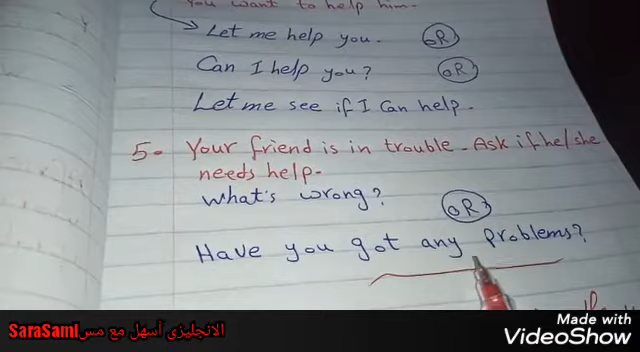 You want to help him.
Let me help you. OR
Can I help you? OR
Let me see if I Can help.
5- Your friend is in trouble. Ask if he/she
needs help.
What's wrong?
OR
Have you got any problems?
SaraSamIالانجليزى أسهل مع مس
Made with
VideoShow